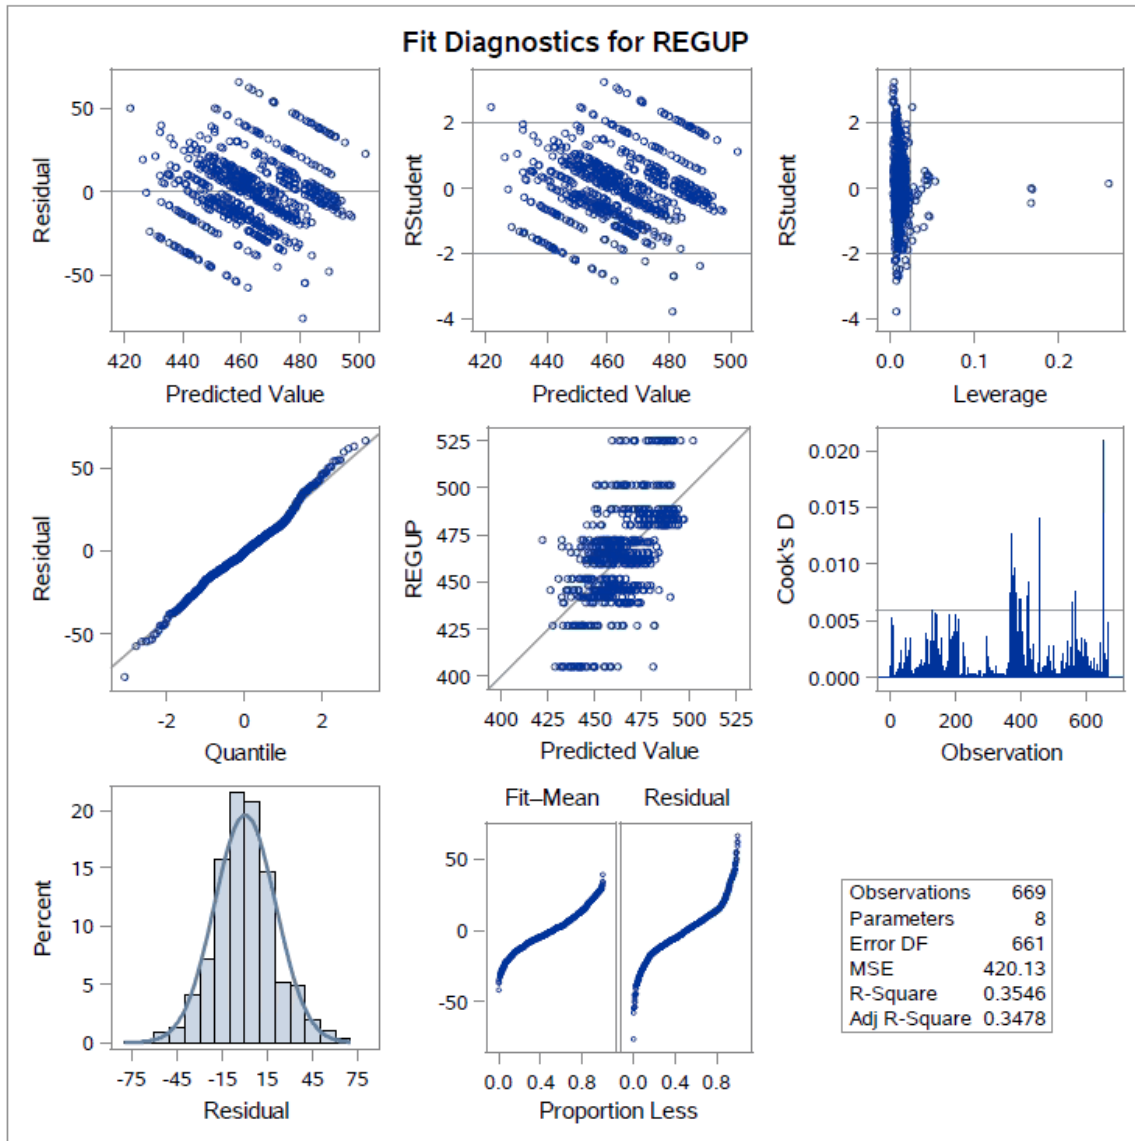 Fit Diagnostics for REGUP
Residual
50
0
-50
420 440 460 480 500
Predicted Value
RStudent
2
0
-2
-4
420 440 460 480 500
Predicted Value
RStudent
2
0
-2
-4
0.0 0.1 0.2
Leverage
Residual
50
0
-50
-2 0 2
Quantile
REGUP
525
500
475
450
425
400
400 425 450 475 500 525
Predicted Value
Cook's D
0.020
0.015
0.010
0.005
0.000
0 200 400 600
Observation
Percent
20
15
10
5
0
-75 -45 -15 15 45 75
Residual
Fit–Mean Residual
50
0
-50
0.0 0.4 0.8 0.0 0.4 0.8
Proportion Less
Observations 669
Parameters 8
Error DF 661
MSE 420.13
R-Square 0.3546
Adj R-Square 0.3478